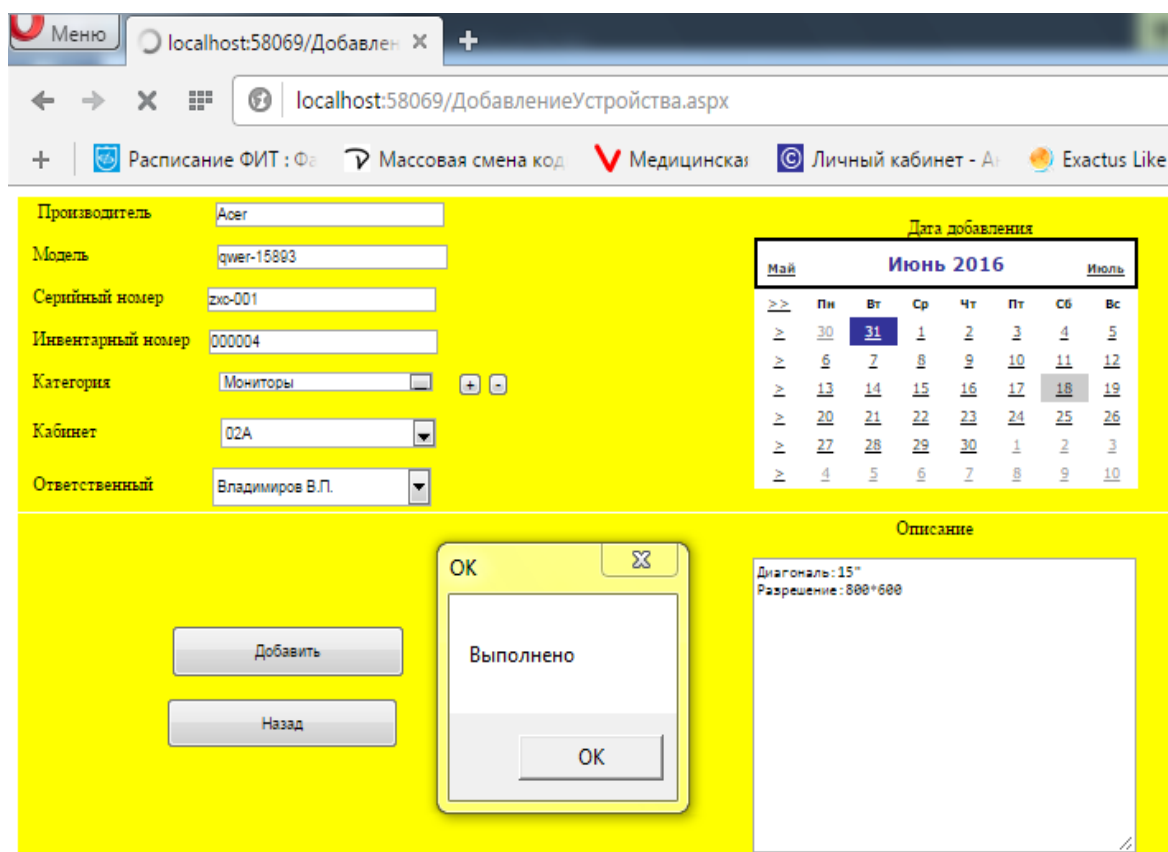 Меню
localhost:58069/Добавлен
localhost:58069/ДобавлениеУстройства.aspx
Расписание ФИТ : Фа
Массовая смена код
Медицинская
Личный кабинет - А
Exactus Like
Производитель Acer
Модель qwer-15893
Серийный номер zxo-001
Инвентарный номер 000004
Категория Мониторы + -
Кабинет 02А
Ответственный Владимиров В.П.
Дата добавления
Май Июнь 2016 Июль
>> Пн Вт Ср Чт Пт Сб Вс
> 30 31 1 2 3 4 5
> 6 7 8 9 10 11 12
> 13 14 15 16 17 18 19
> 20 21 22 23 24 25 26
> 27 28 29 30 1 2 3
> 4 5 6 7 8 9 10
Добавить
Назад
OK
Выполнено
OK
Описание
Диагональ:15"
Разрешение:800*600